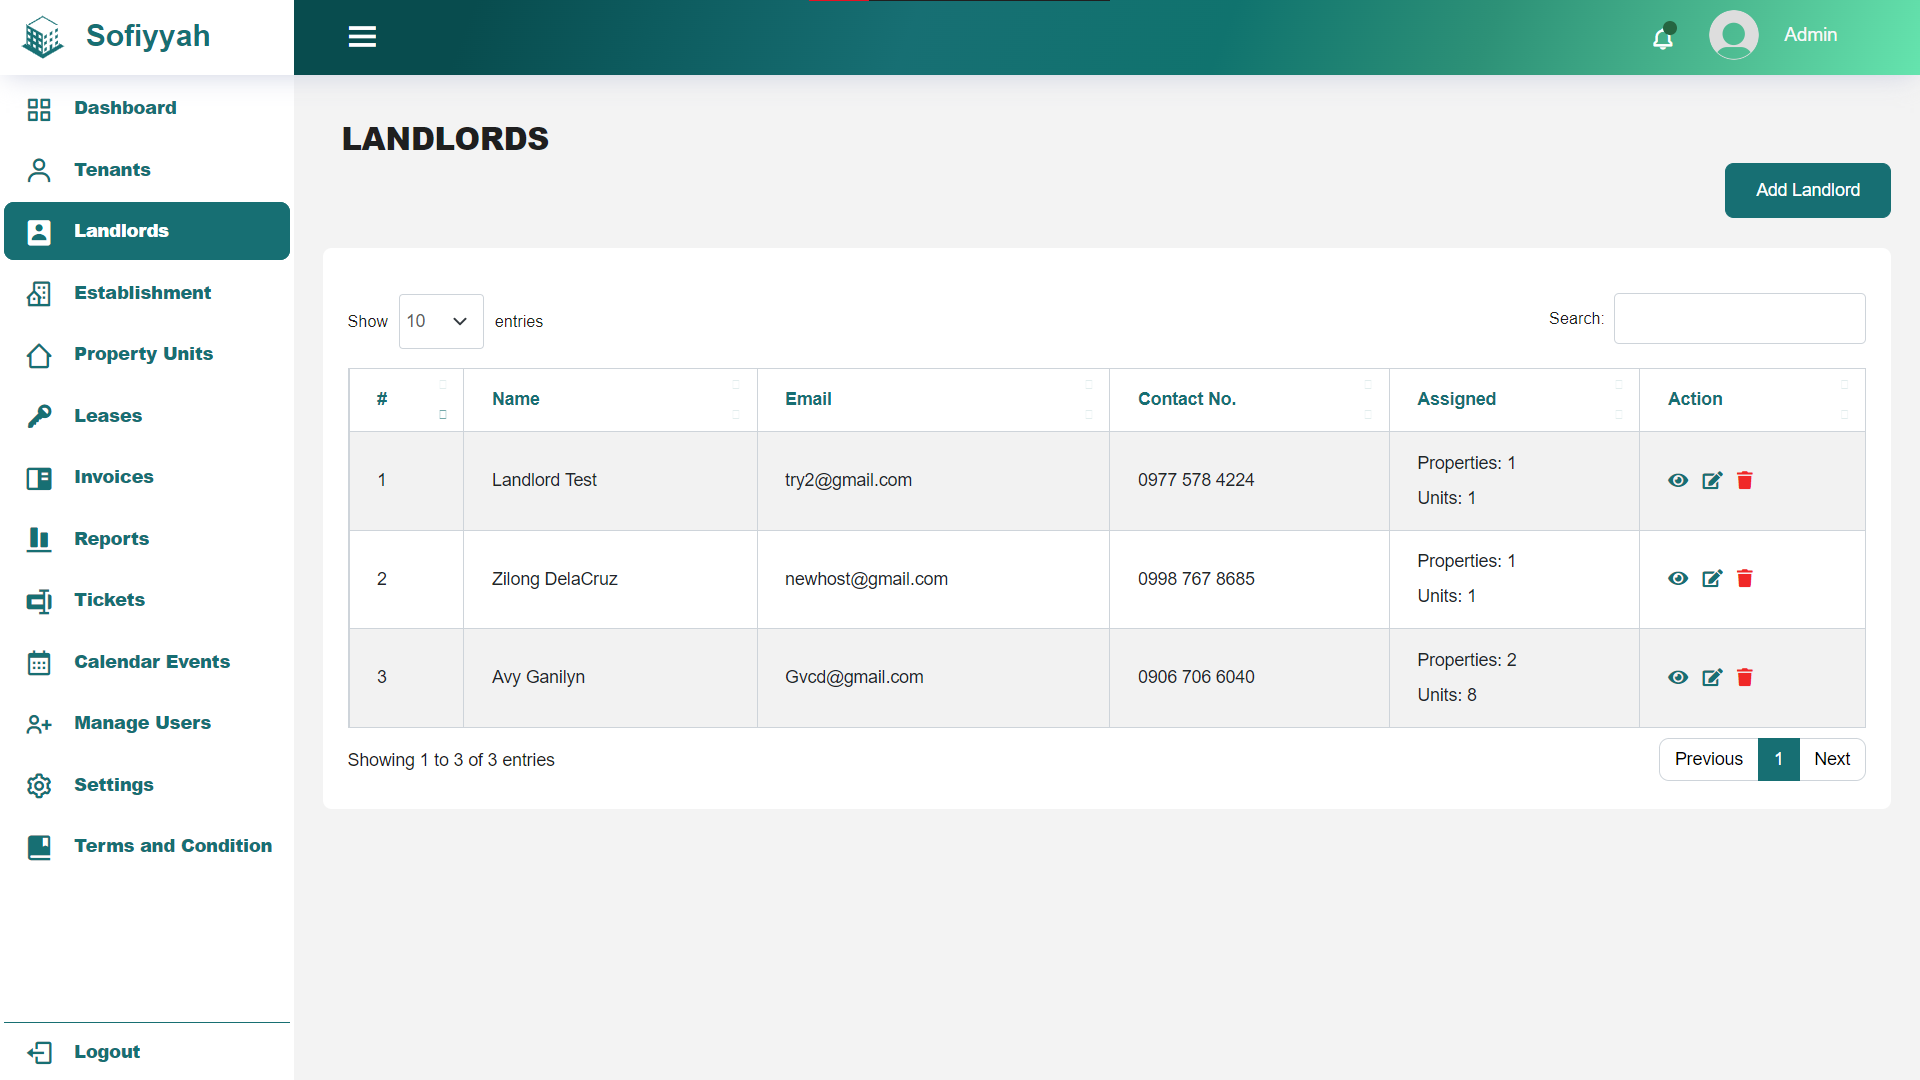 Sofiyyah
Admin
Dashboard
Tenants
Landlords
Establishment
Property Units
Leases
Invoices
Reports
Tickets
Calendar Events
Manage Users
Settings
Terms and Condition
Logout
LANDLORDS
Add Landlord
Show 10 entries
Search:
# Name Email Contact No. Assigned Action
1 Landlord Test try2@gmail.com 0977 578 4224 Properties: 1
Units: 1
2 Zilong DelaCruz newhost@gmail.com 0998 767 8685 Properties: 1
Units: 1
3 Avy Ganilyn Gvcd@gmail.com 0906 706 6040 Properties: 2
Units: 8
Showing 1 to 3 of 3 entries
Previous 1 Next